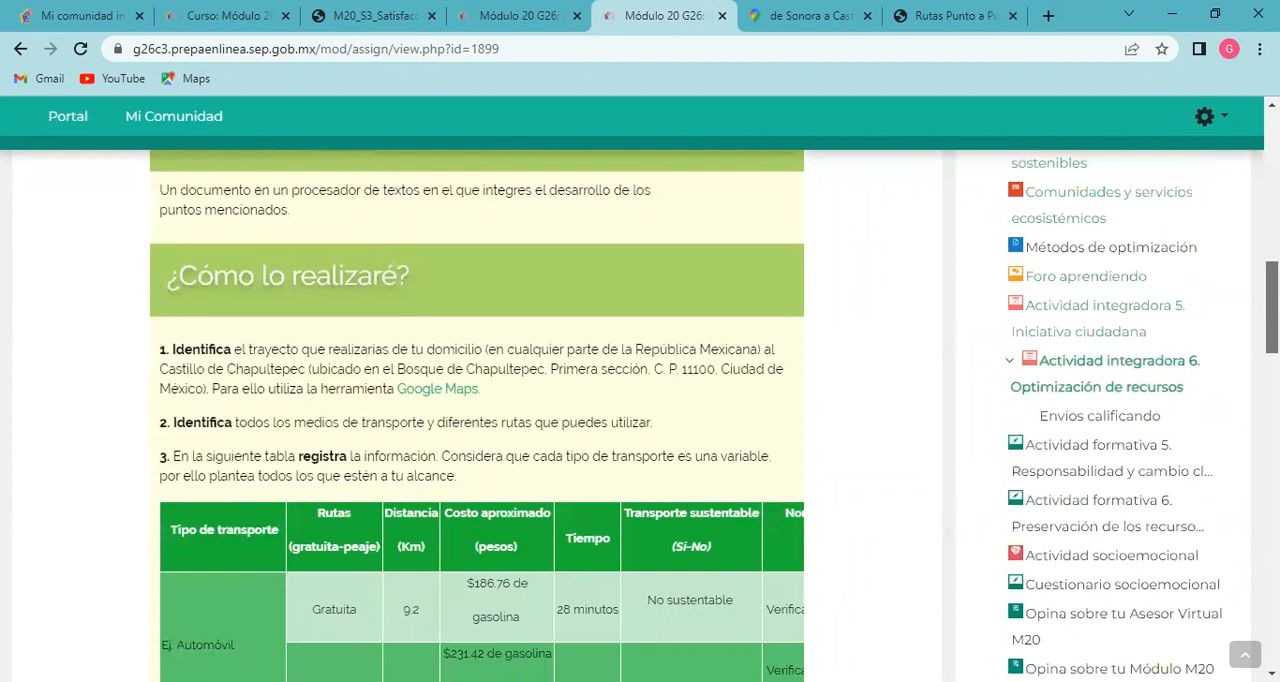 Mi comunidad in
Curso: Módulo 20
M20_S3_Satisfac
Módulo 20 G26:
Módulo 20 G26:
de Sonora a Cast
Rutas Punto a Pu
g26c3.prepaenlinea.sep.gob.mx/mod/assign/view.php?id=1899
G
Gmail
YouTube
Maps
Portal
Mi Comunidad
Un documento en un procesador de textos en el que integres el desarrollo de los
puntos mencionados.
¿Cómo lo realizaré?
1. Identifica el trayecto que realizarías de tu domicilio (en cualquier parte de la República Mexicana) al
Castillo de Chapultepec (ubicado en el Bosque de Chapultepec, Primera sección, C. P. 11100, Ciudad de
México). Para ello utiliza la herramienta Google Maps.
2. Identifica todos los medios de transporte y diferentes rutas que puedes utilizar.
3. En la siguiente tabla registra la información. Considera que cada tipo de transporte es una variable,
por ello plantea todos los que estén a tu alcance.
Tipo de transporte
Rutas
(gratuita-peaje)
Distancia
(Km)
Costo aproximado
(pesos)
Tiempo
Transporte sustentable
(Si-No)
Ej. Automóvil
Gratuita
9.2
$186.76 de
gasolina
28 minutos
No sustentable
Verifica
$231.42 de gasolina
Verifica
sostenibles
Comunidades y servicios
ecosistémicos
Métodos de optimización
Foro aprendiendo
Actividad integradora 5.
Iniciativa ciudadana
Actividad integradora 6.
Optimización de recursos
Envíos calificando
Actividad formativa 5.
Responsabilidad y cambio cl...
Actividad formativa 6.
Preservación de los recurso...
Actividad socioemocional
Cuestionario socioemocional
Opina sobre tu Asesor Virtual
M20
Opina sobre tu Módulo M20